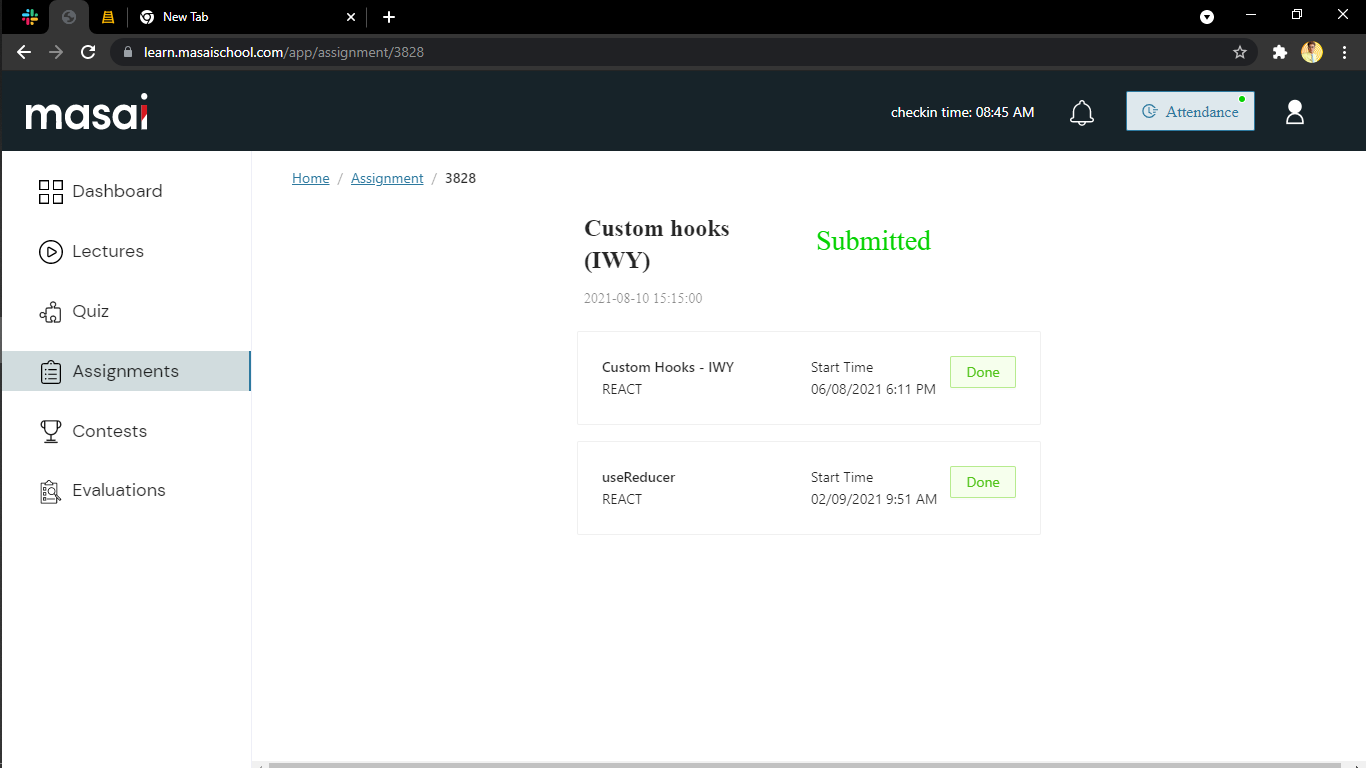 New Tab
learn.masaischool.com/app/assignment/3828
masai
checkin time: 08:45 AM
Attendance
Dashboard
Lectures
Quiz
Assignments
Contests
Evaluations
Home / Assignment / 3828
Custom hooks
(IWY)
Submitted
2021-08-10 15:15:00
Custom Hooks - IWY
REACT
Start Time
06/08/2021 6:11 PM
Done
useReducer
REACT
Start Time
02/09/2021 9:51 AM
Done